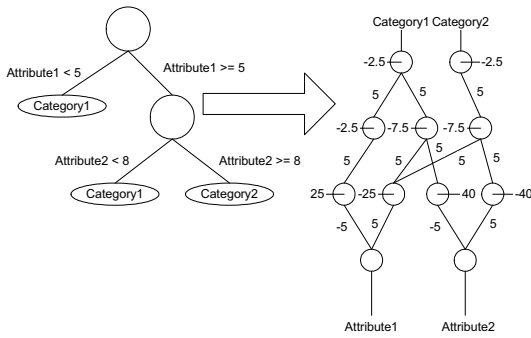 Category1 Category2
-2.5 -2.5
Attribute1 < 5
Attribute1 >= 5
5 5 5
Category1
-2.5 -7.5 -7.5
Attribute2 < 8
Attribute2 >= 8
5 5 5 5
Category1
Category2
25 -25 40 -40
-5 5 -5 5
Attribute1
Attribute2